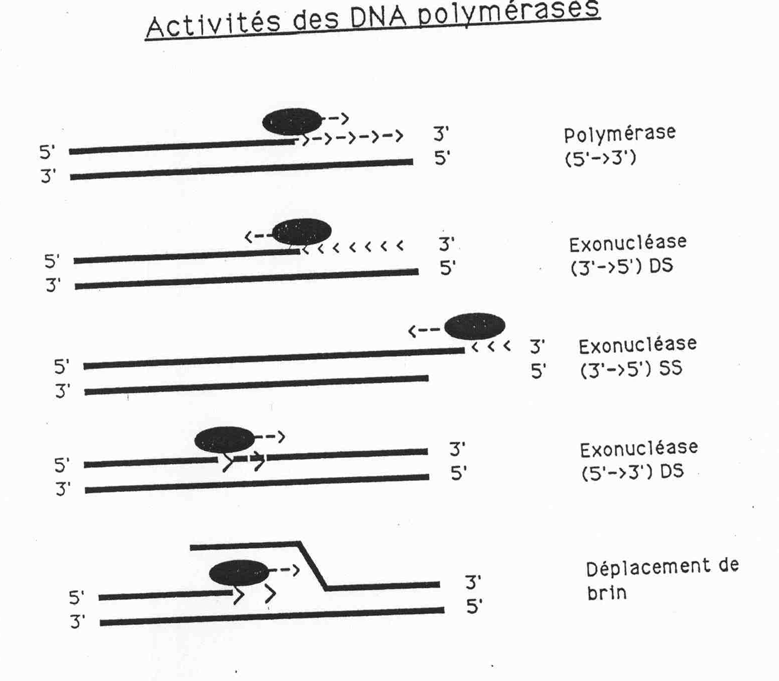 Activités des DNA polymérases
5' 3' Polymérase
3' 5' (5'->3')
5' 3' Exonucléase
3' 5' (3'->5') DS
5' 3' Exonucléase
3' 5' (3'->5') SS
5' 3' Exonucléase
3' 5' (5'->3') DS
5' 3' Déplacement de
3' 5' brin